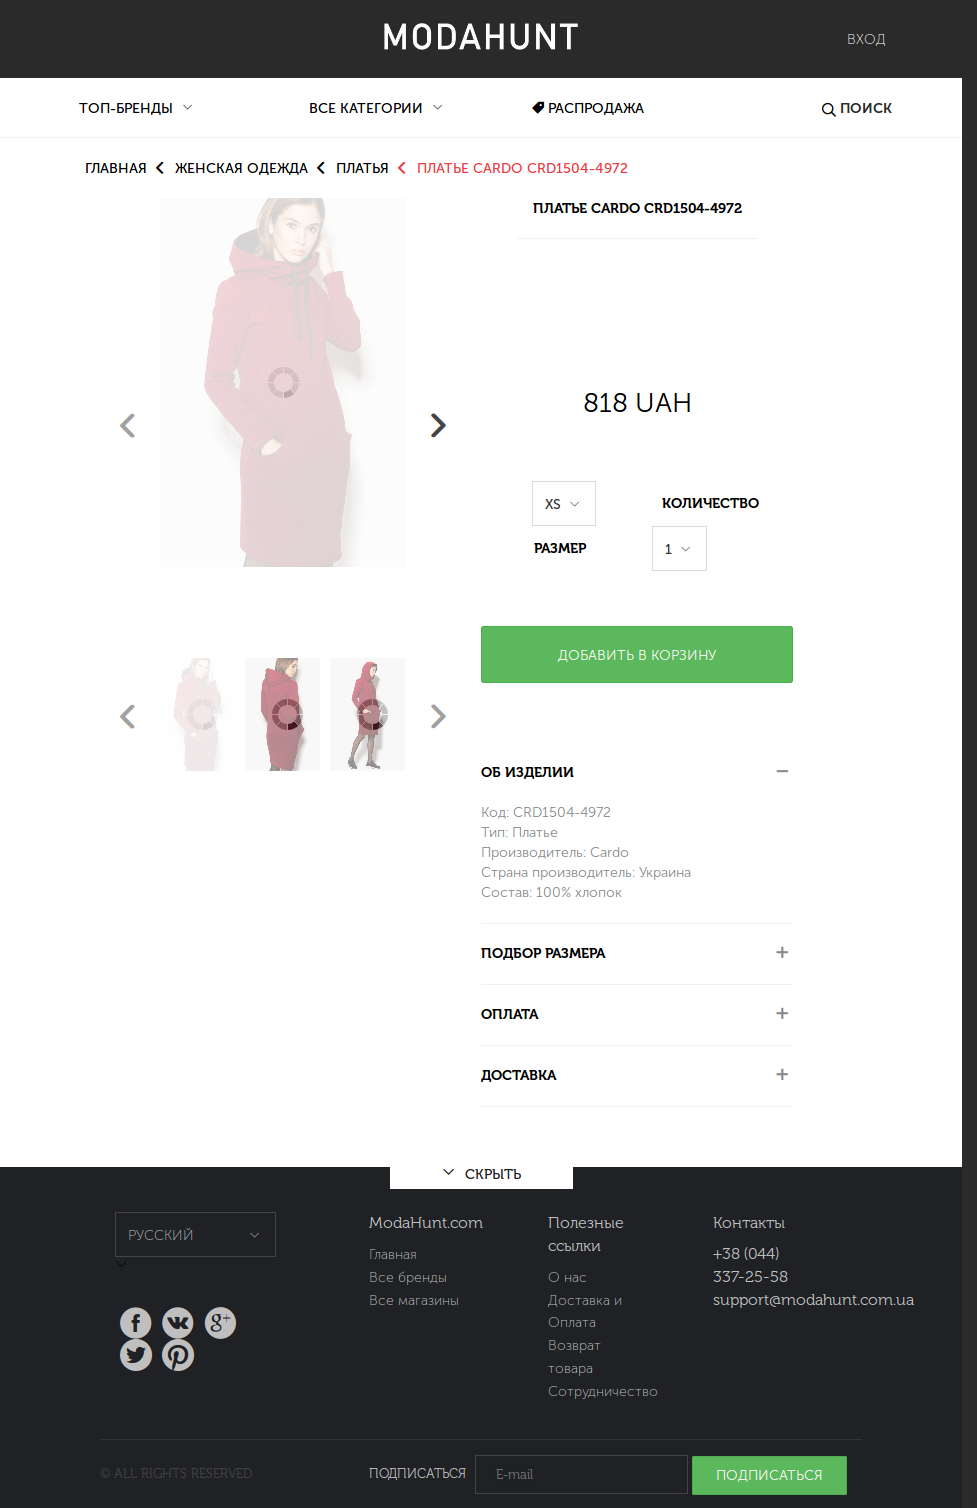 MODAHUNT
ВХОД
ТОП-БРЕНДЫ
ВСЕ КАТЕГОРИИ
РАСПРОДАЖА
ПОИСК
ГЛАВНАЯ
ЖЕНСКАЯ ОДЕЖДА
ПЛАТЬЯ
ПЛАТЬЕ CARDO CRD1504-4972
ПЛАТЬЕ CARDO CRD1504-4972
818 UAH
XS
КОЛИЧЕСТВО
РАЗМЕР
1
ДОБАВИТЬ В КОРЗИНУ
ОБ ИЗДЕЛИИ
Код: CRD1504-4972
Тип: Платье
Производитель: Cardo
Страна производитель: Украина
Состав: 100% хлопок
ПОДБОР РАЗМЕРА
ОПЛАТА
ДОСТАВКА
СКРЫТЬ
РУССКИЙ
ModaHunt.com
Главная
Все бренды
Все магазины
Полезные
ссылки
О нас
Доставка и
Оплата
Возврат
товара
Сотрудничество
Контакты
+38 (044)
337-25-58
support@modahunt.com.ua
© ALL RIGHTS RESERVED
ПОДПИСАТЬСЯ
E-mail
ПОДПИСАТЬСЯ